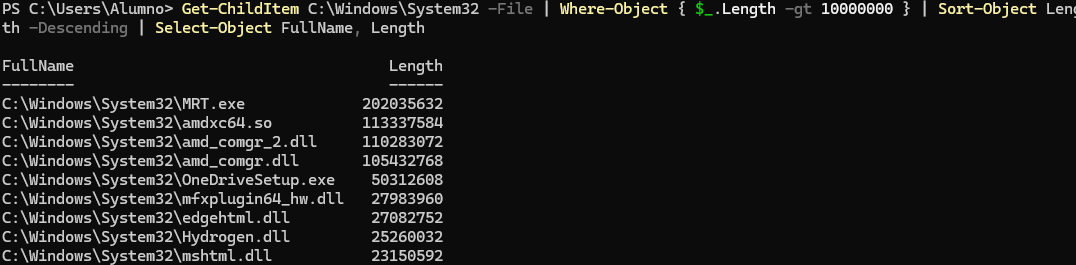 PS C:\Users\Alumno> Get-ChildItem C:\Windows\System32 -File | Where-Object { $_.Length -gt 10000000 } | Sort-Object Leng
th -Descending | Select-Object FullName, Length
FullName Length
-------- ------
C:\Windows\System32\MRT.exe 202035632
C:\Windows\System32\amdxc64.so 113337584
C:\Windows\System32\amd_comgr_2.dll 110283072
C:\Windows\System32\amd_comgr.dll 105432768
C:\Windows\System32\OneDriveSetup.exe 50312608
C:\Windows\System32\mfxplugin64_hw.dll 27983960
C:\Windows\System32\edgehtml.dll 27082752
C:\Windows\System32\Hydrogen.dll 25260032
C:\Windows\System32\mshtml.dll 23150592